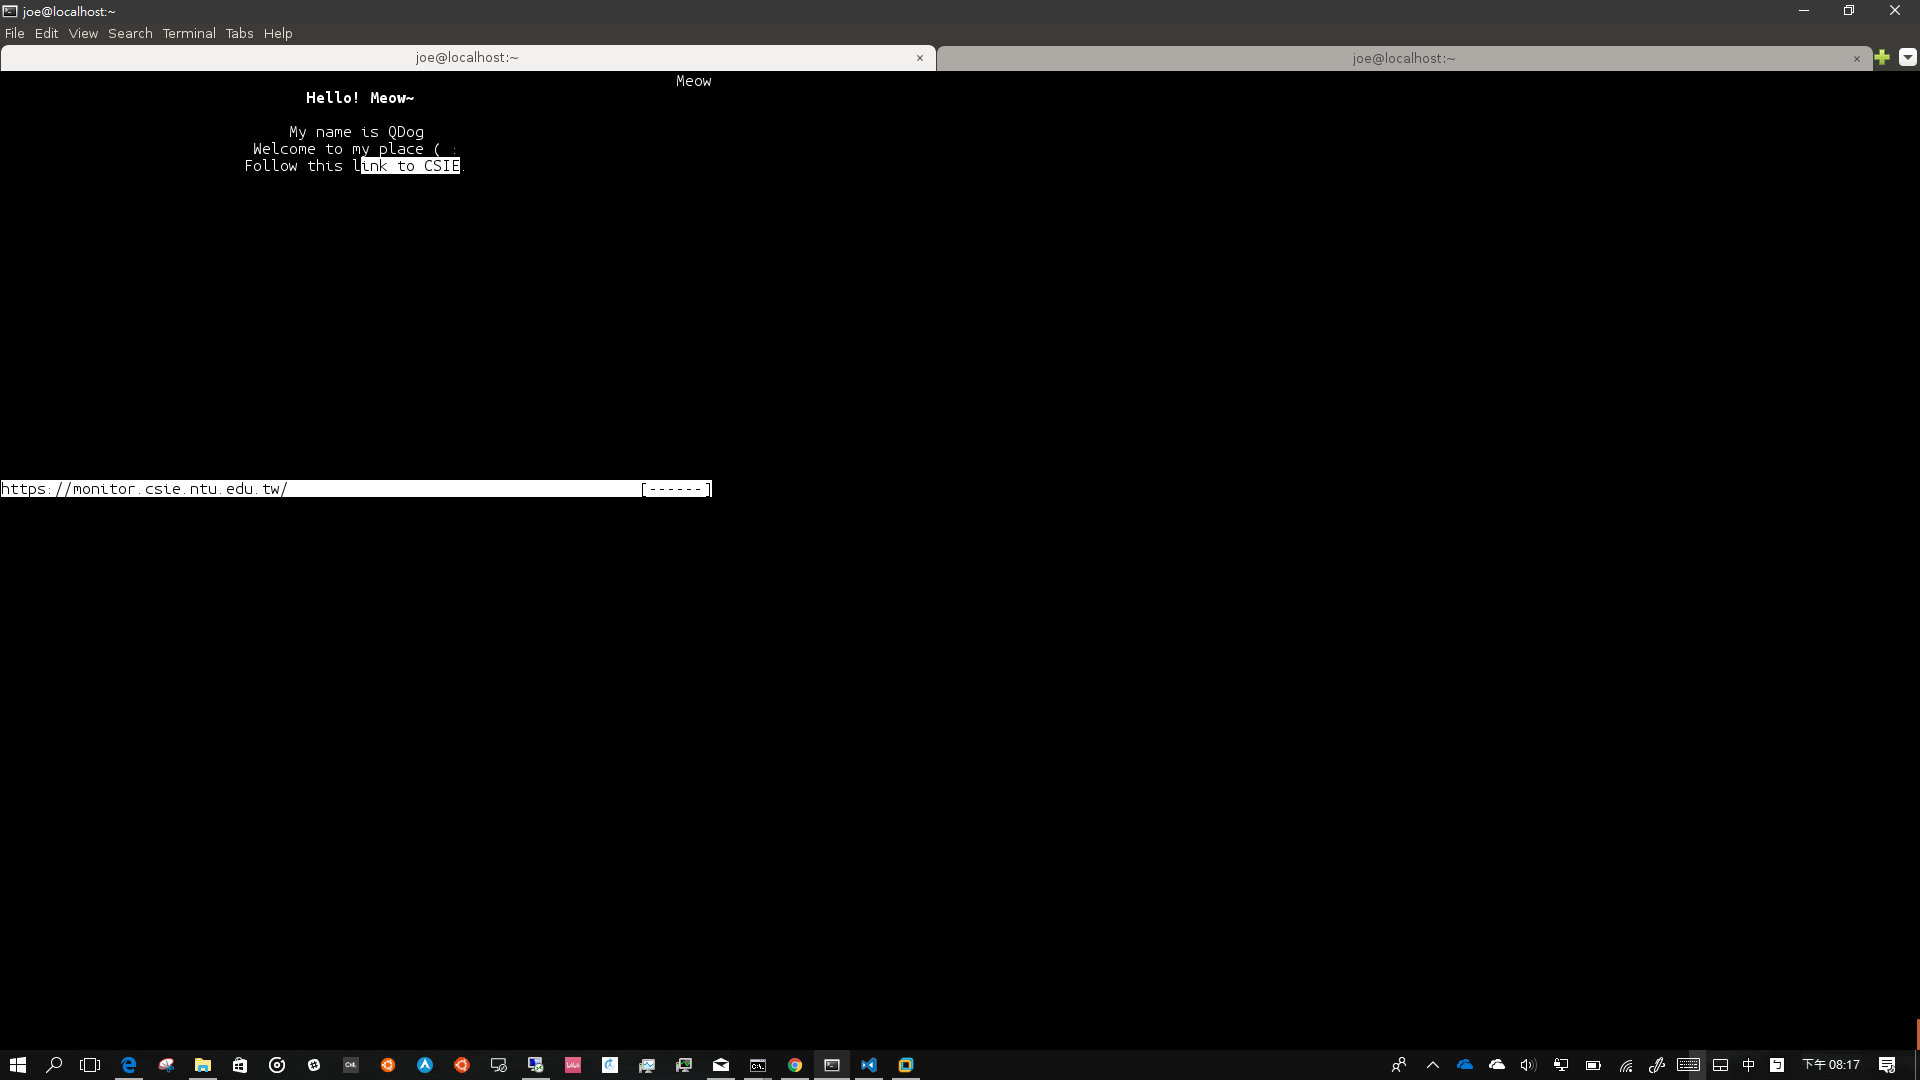 joe@localhost:~
File Edit View Search Terminal Tabs Help
joe@localhost:~ × joe@localhost:~ ×
Meow
Hello! Meow~
My name is QDog
Welcome to my place ( :
Follow this link to CSIE.
https://monitor.csie.ntu.edu.tw/ [------]
中 下午 08:17